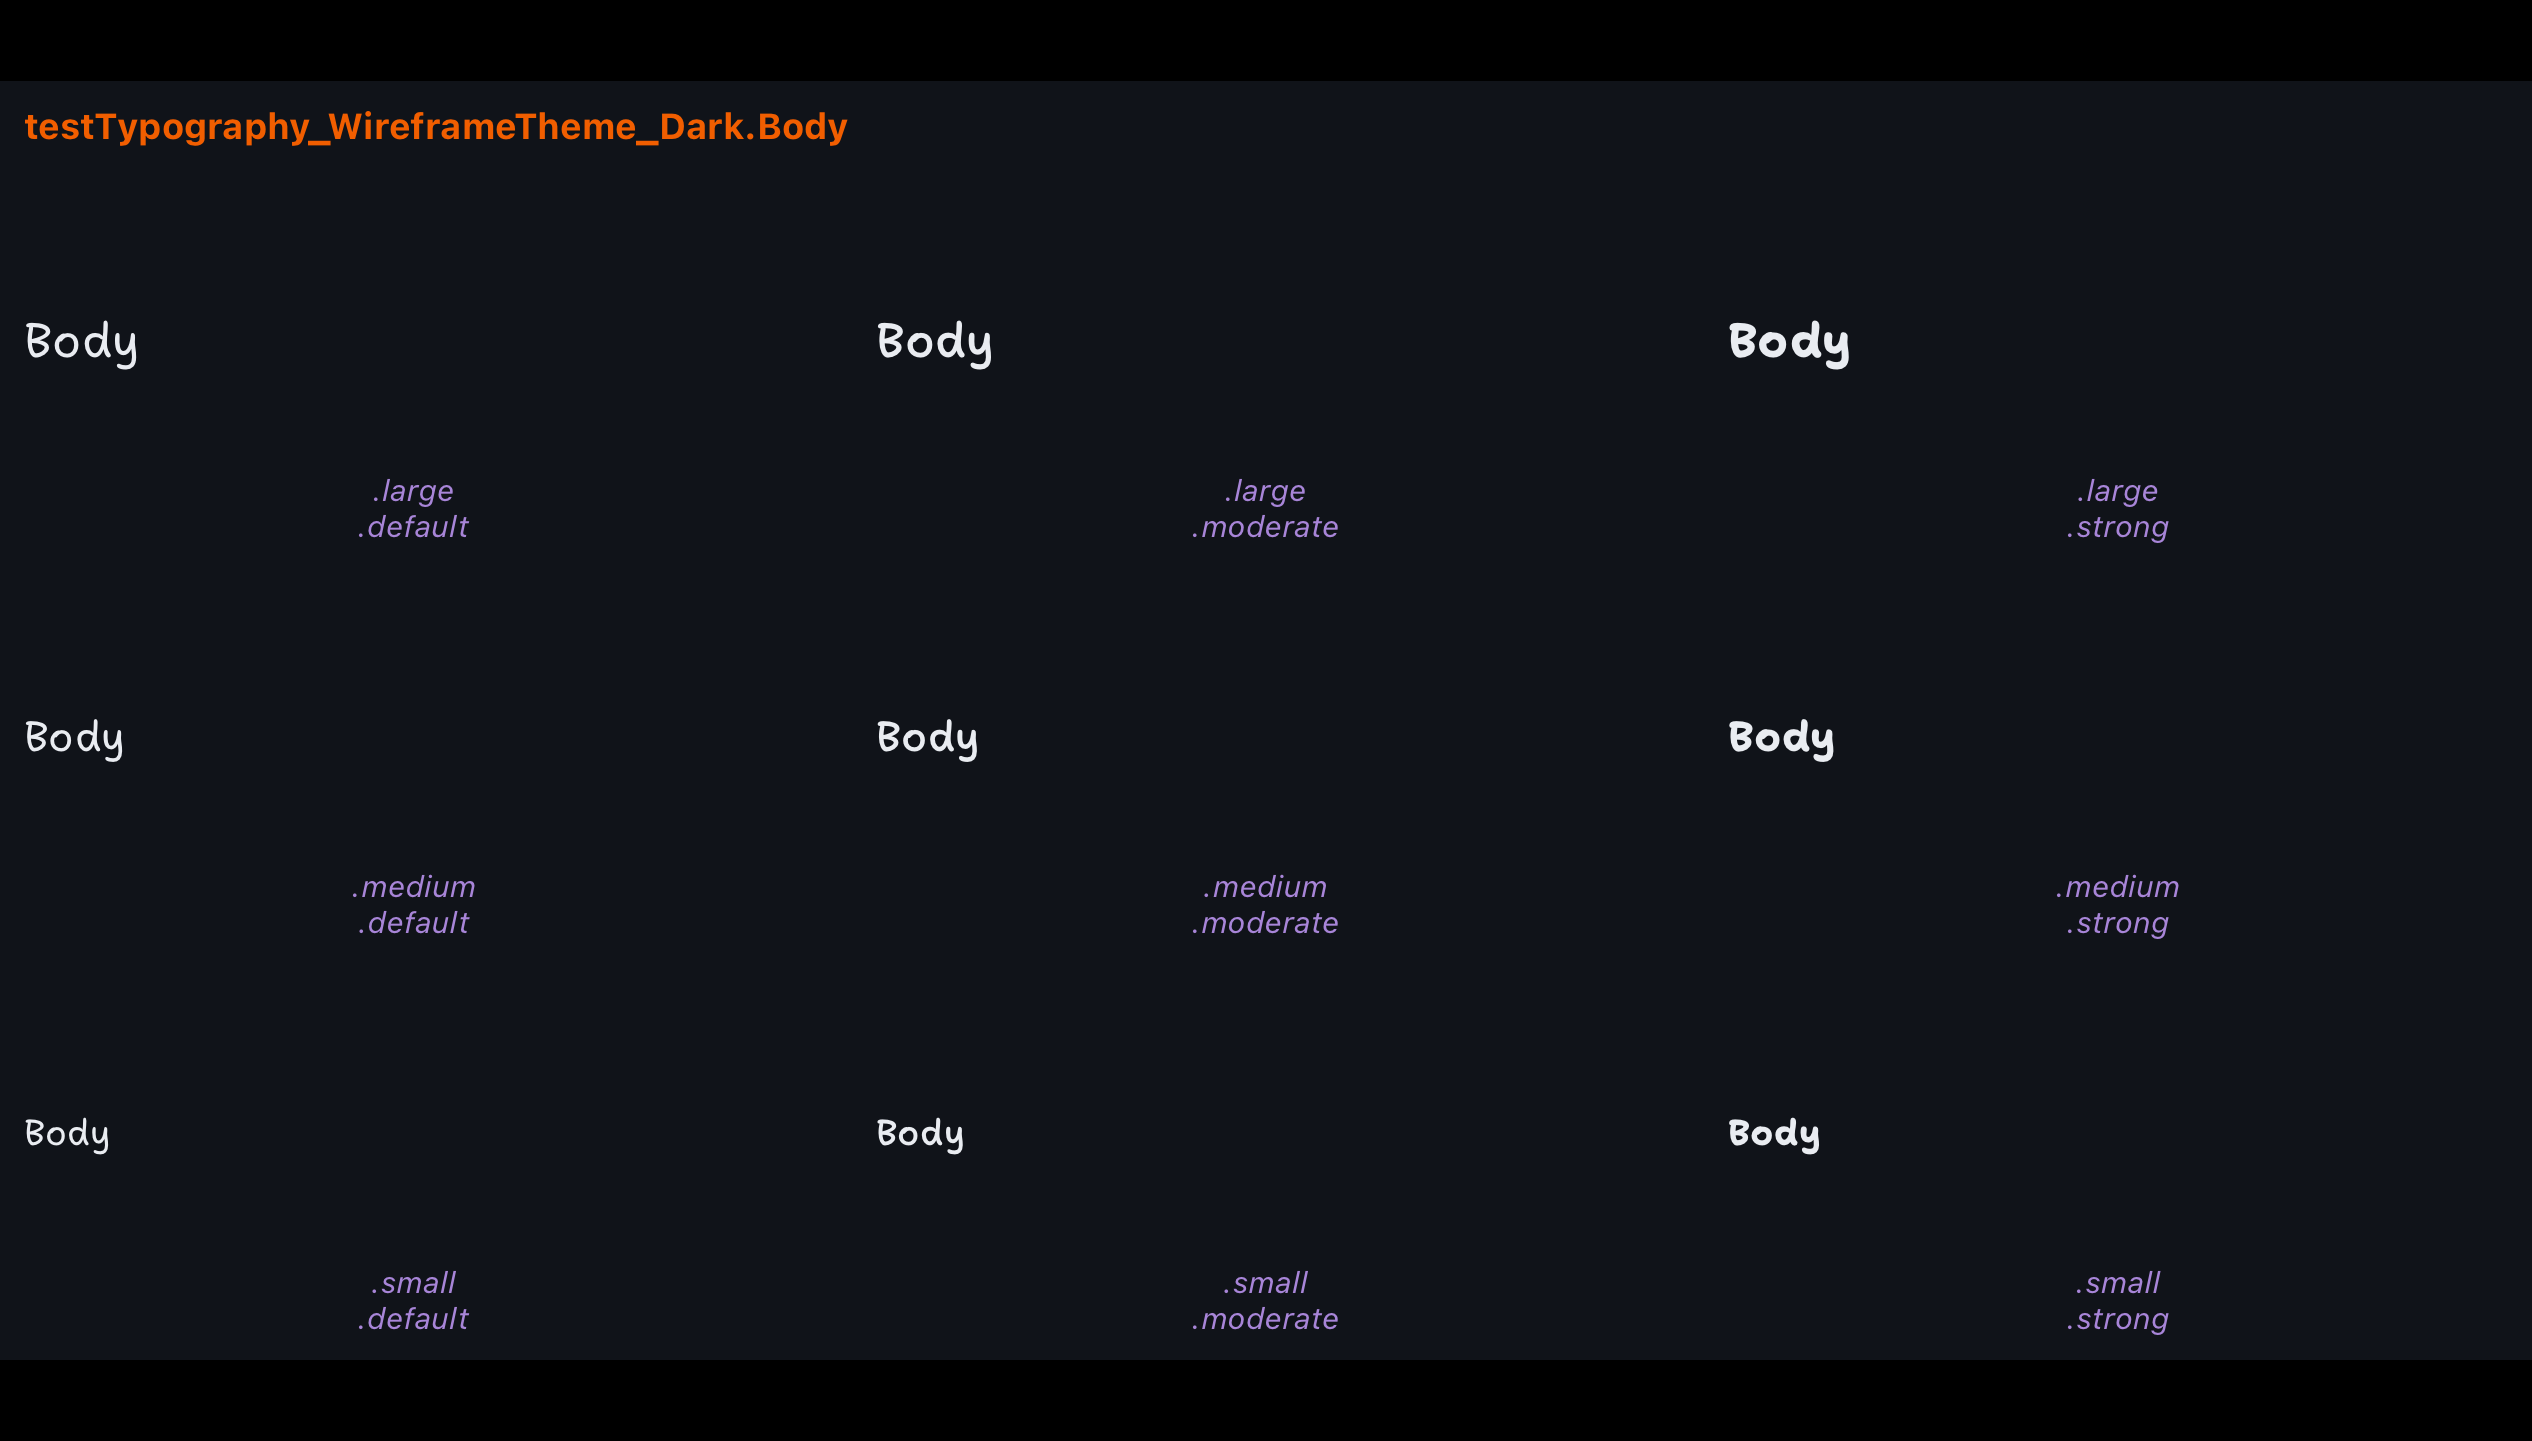 testTypography_WireframeTheme_Dark.Body
Body Body Body
.large .large .large
.default .moderate .strong
Body Body Body
.medium .medium .medium
.default .moderate .strong
Body Body Body
.small .small .small
.default .moderate .strong